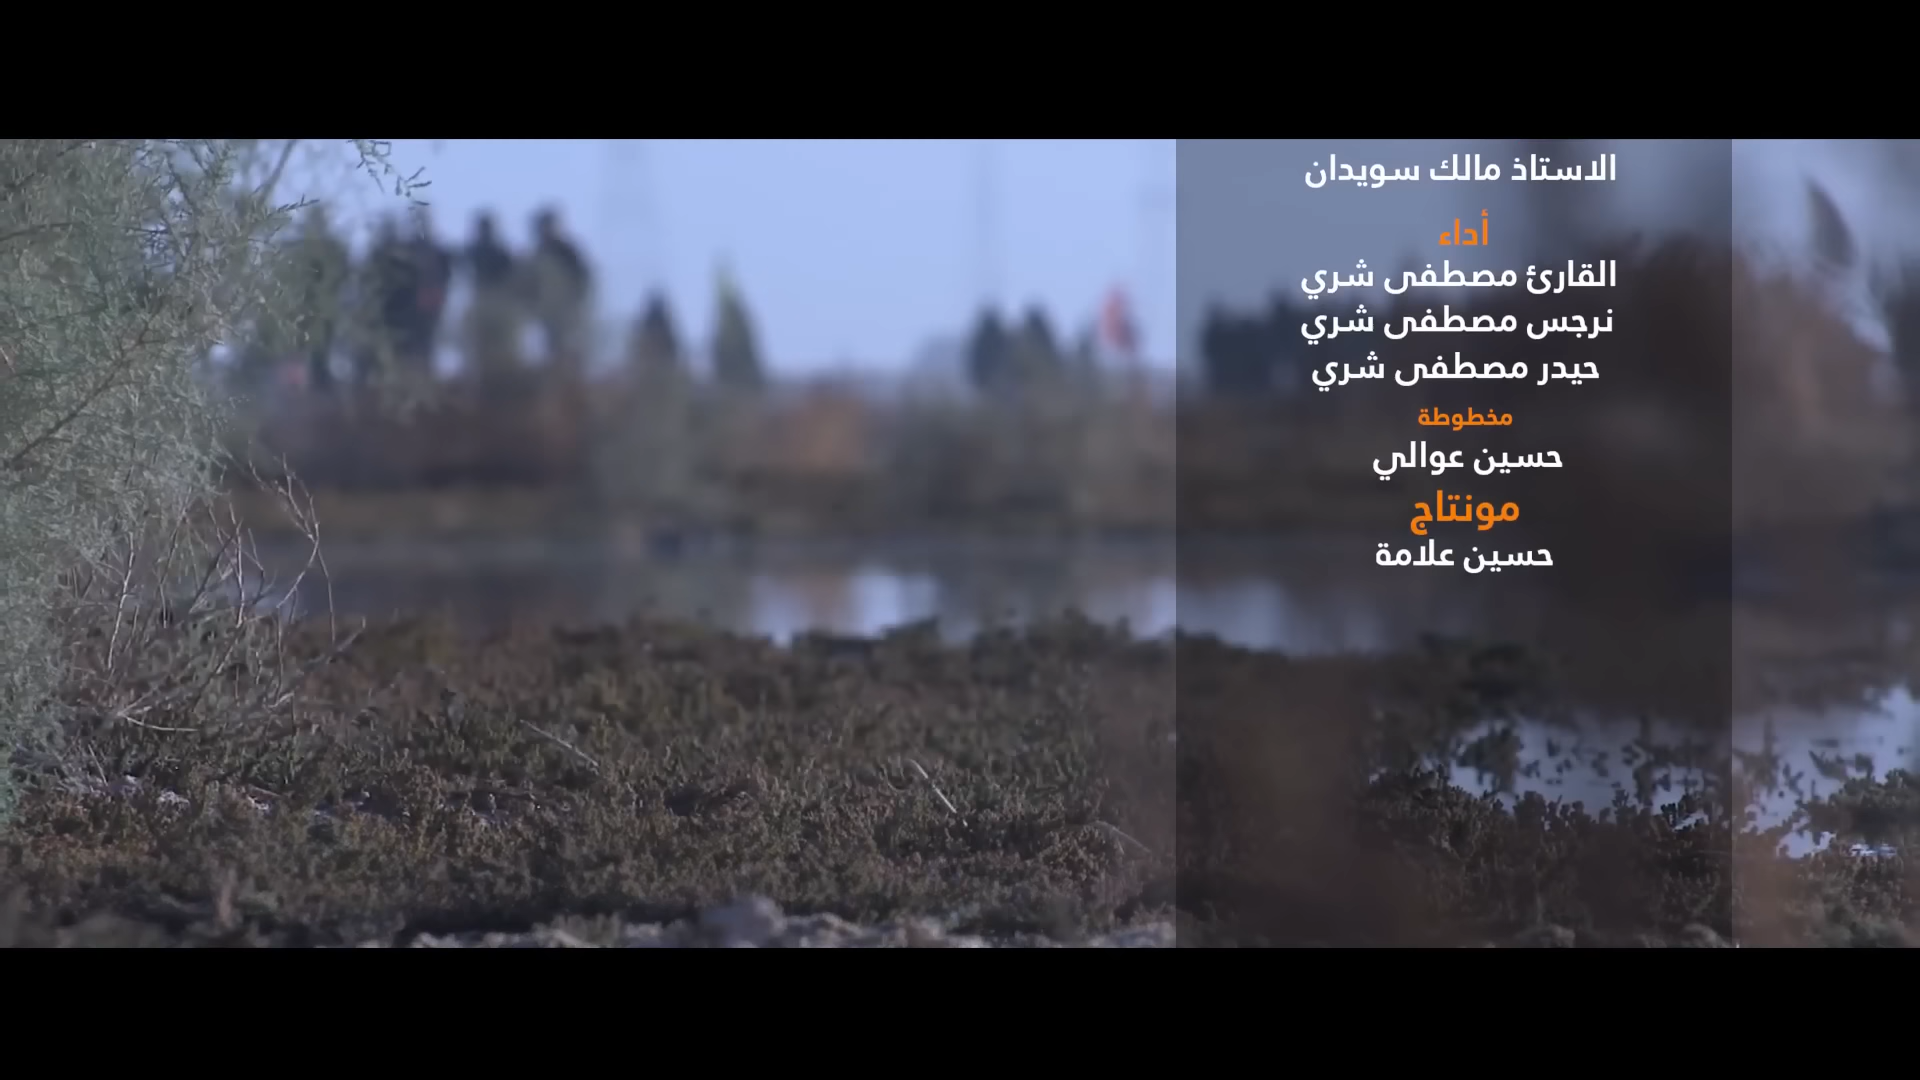 الاستاذ مالك سويدان
أداء
القارئ مصطفى شري
نرجس مصطفى شري
حيدر مصطفى شري
مخطوطة
حسين عوالي
مونتاج
حسين علامة